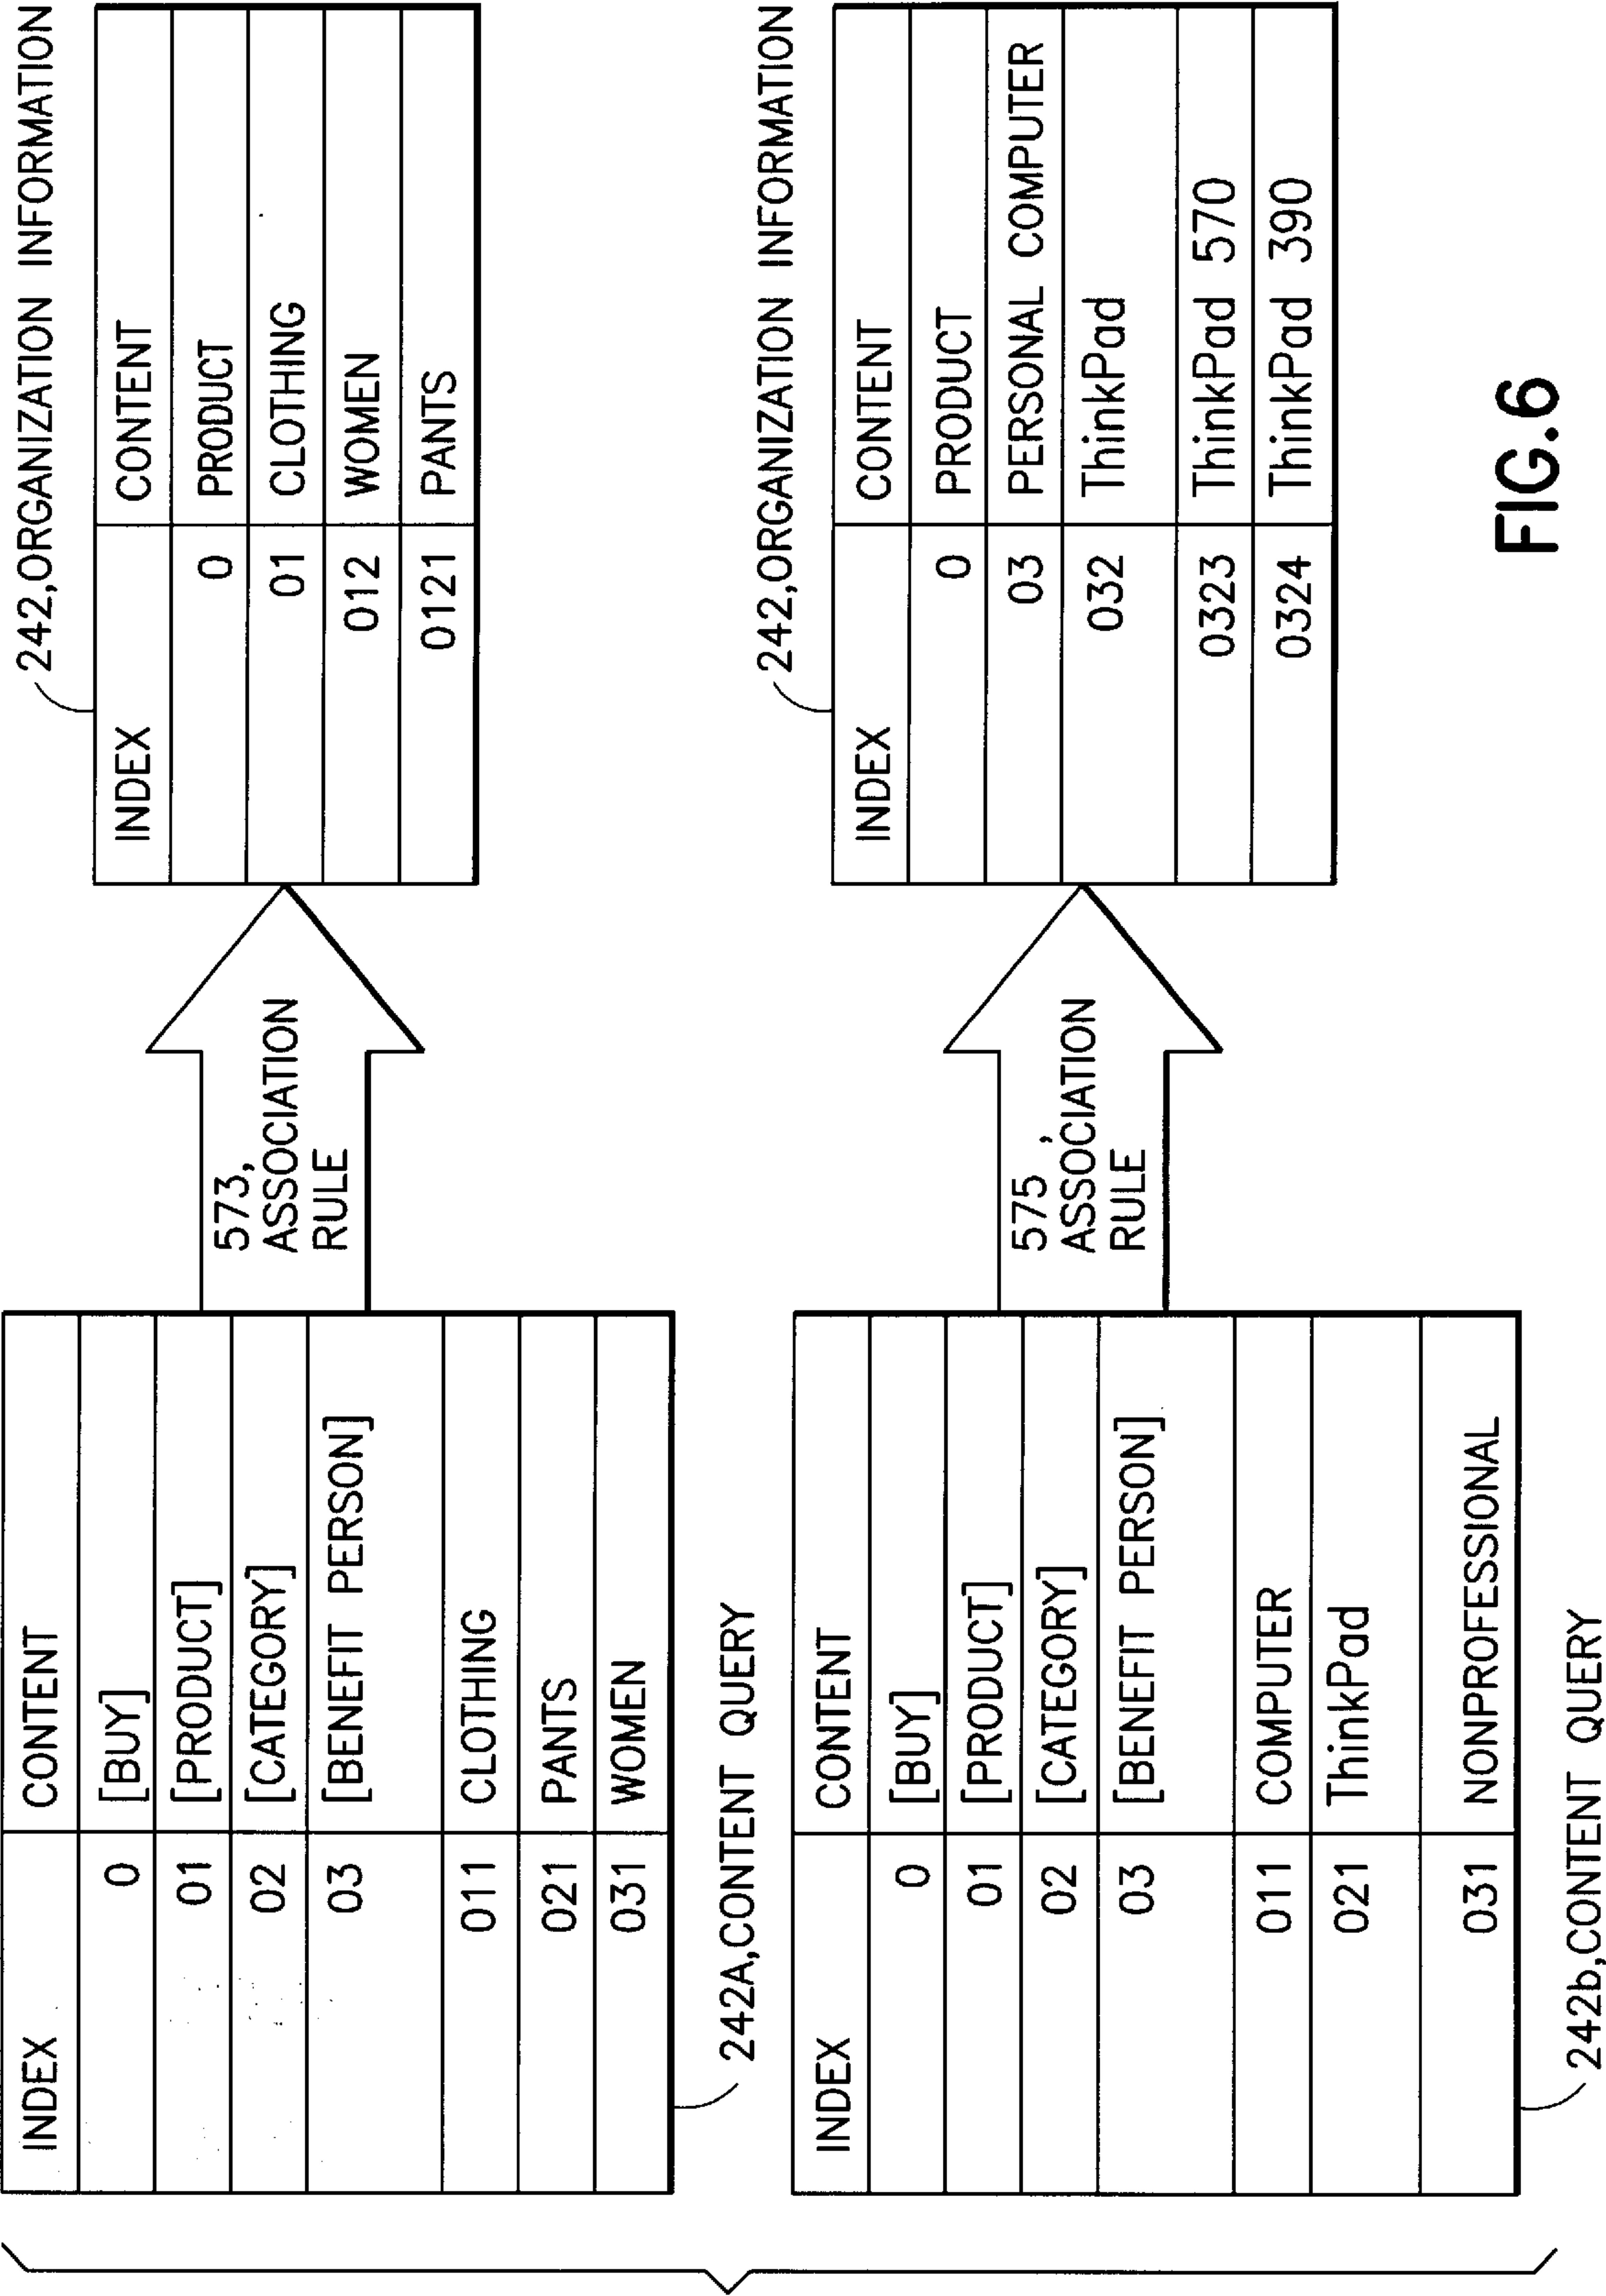 INDEX CONTENT
0 [BUY]
01 [PRODUCT]
02 [CATEGORY]
03 [BENEFIT PERSON]
011 CLOTHING
021 PANTS
031 WOMEN
242A,CONTENT QUERY
573,
ASSOCIATION
RULE
242,ORGANIZATION INFORMATION
INDEX CONTENT
0 PRODUCT
01 CLOTHING
012 WOMEN
0121 PANTS
INDEX CONTENT
0 [BUY]
01 [PRODUCT]
02 [CATEGORY]
03 [BENEFIT PERSON]
011 COMPUTER
021 ThinkPad
031 NONPROFESSIONAL
242b,CONTENT QUERY
575,
ASSOCIATION
RULE
242,ORGANIZATION INFORMATION
INDEX CONTENT
0 PRODUCT
03 PERSONAL COMPUTER
032 ThinkPad
0323 ThinkPad 570
0324 ThinkPad 390
FIG.6